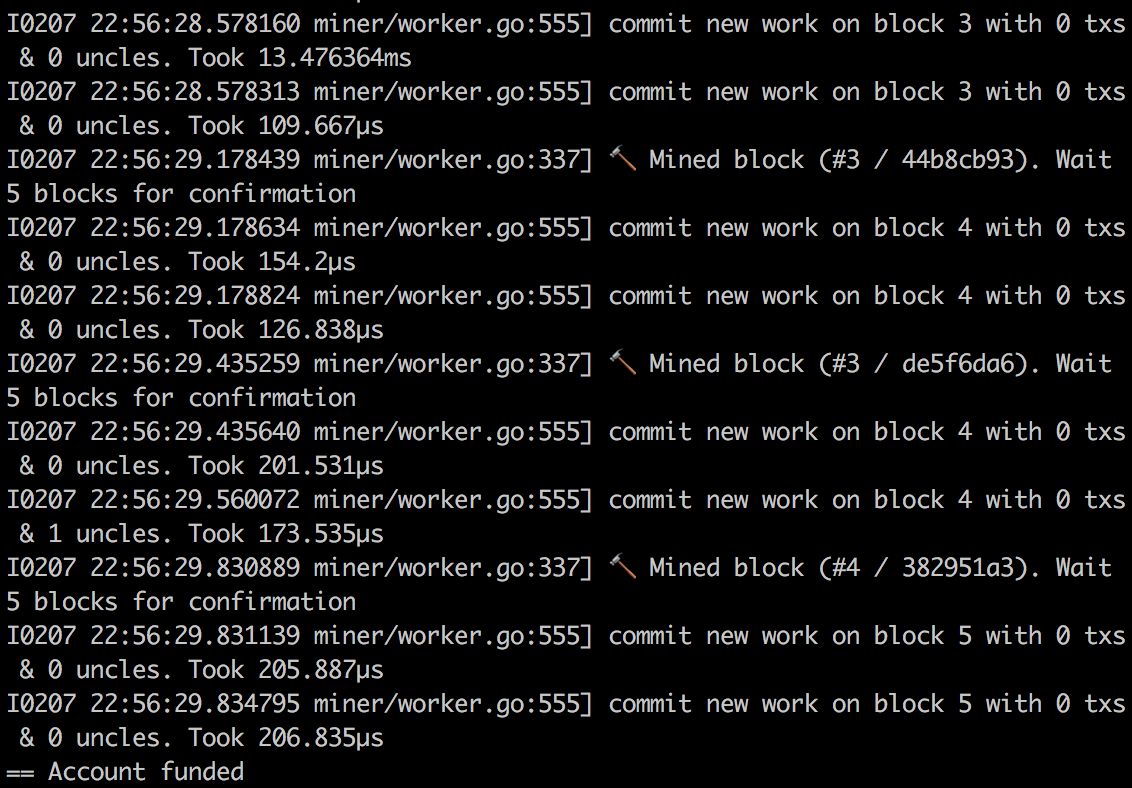 I0207 22:56:28.578160 miner/worker.go:555] commit new work on block 3 with 0 txs
& 0 uncles. Took 13.476364ms
I0207 22:56:28.578313 miner/worker.go:555] commit new work on block 3 with 0 txs
& 0 uncles. Took 109.667µs
I0207 22:56:29.178439 miner/worker.go:337] 🔨 Mined block (#3 / 44b8cb93). Wait
5 blocks for confirmation
I0207 22:56:29.178634 miner/worker.go:555] commit new work on block 4 with 0 txs
& 0 uncles. Took 154.2µs
I0207 22:56:29.178824 miner/worker.go:555] commit new work on block 4 with 0 txs
& 0 uncles. Took 126.838µs
I0207 22:56:29.435259 miner/worker.go:337] 🔨 Mined block (#3 / de5f6da6). Wait
5 blocks for confirmation
I0207 22:56:29.435640 miner/worker.go:555] commit new work on block 4 with 0 txs
& 0 uncles. Took 201.531µs
I0207 22:56:29.560072 miner/worker.go:555] commit new work on block 4 with 0 txs
& 1 uncles. Took 173.535µs
I0207 22:56:29.830889 miner/worker.go:337] 🔨 Mined block (#4 / 382951a3). Wait
5 blocks for confirmation
I0207 22:56:29.831139 miner/worker.go:555] commit new work on block 5 with 0 txs
& 0 uncles. Took 205.887µs
I0207 22:56:29.834795 miner/worker.go:555] commit new work on block 5 with 0 txs
& 0 uncles. Took 206.835µs
== Account funded